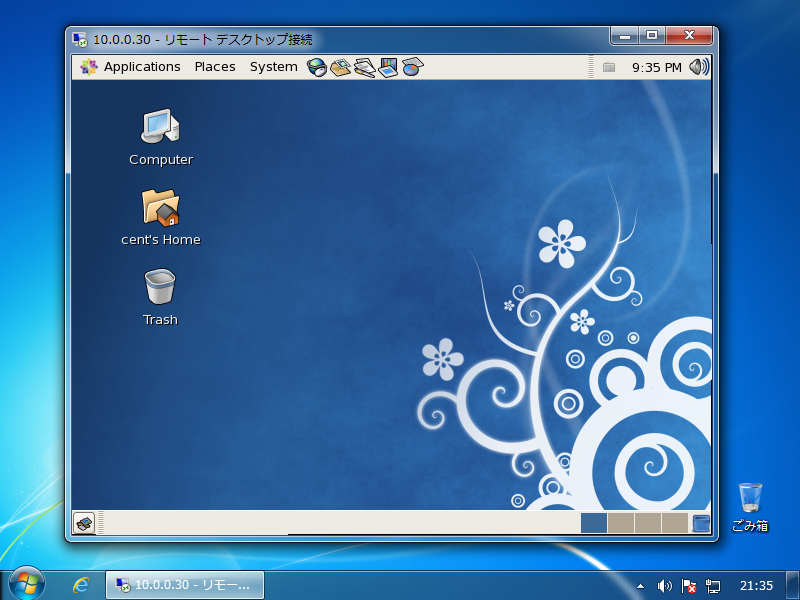 10.0.0.30 - リモート デスクトップ接続
Applications Places System 9:35 PM
Computer
cent's Home
Trash
ごみ箱
10.0.0.30 - リモー... 21:35